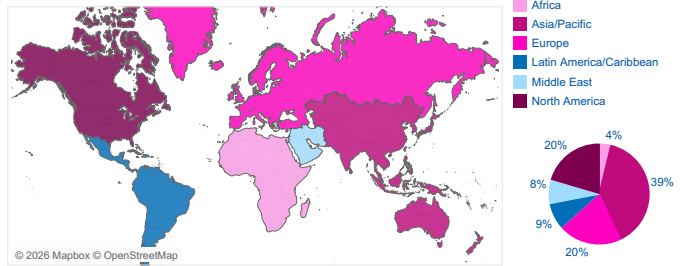 Africa
Asia/Pacific
Europe
Latin America/Caribbean
Middle East
North America
4%
20%
39%
8%
9%
20%
© 2026 Mapbox © OpenStreetMap